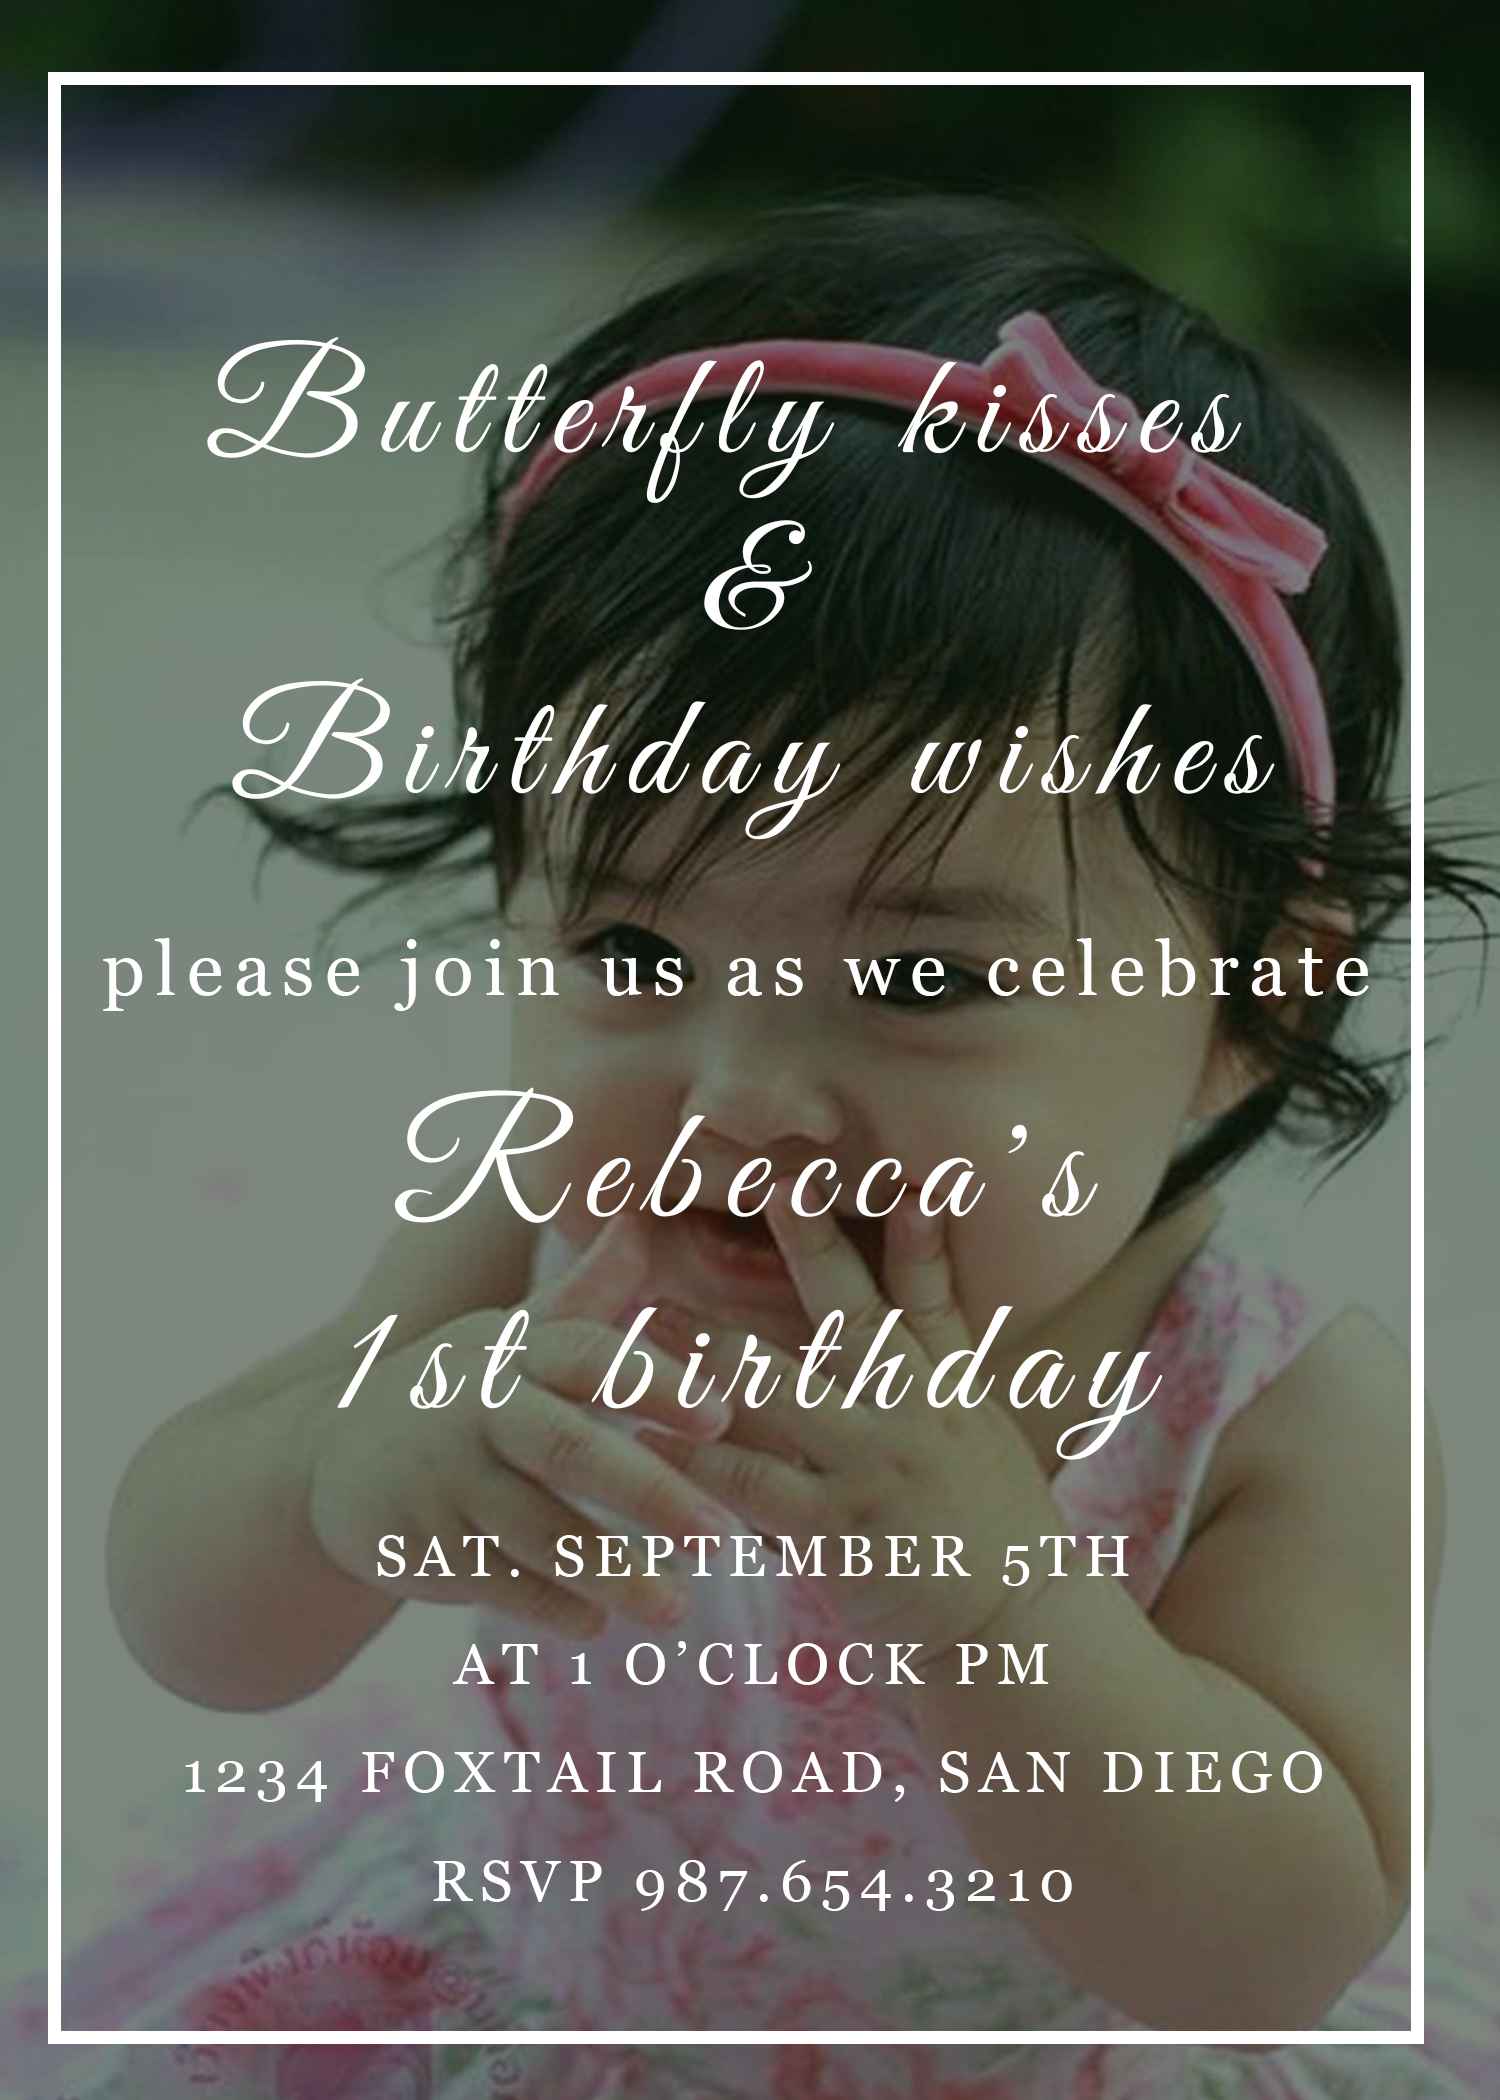 Butterfly kisses
&
Birthday wishes
please join us as we celebrate
Rebecca’s
1st birthday
SAT. SEPTEMBER 5TH
AT 1 O’CLOCK PM
1234 FOXTAIL ROAD, SAN DIEGO
RSVP 987.654.3210